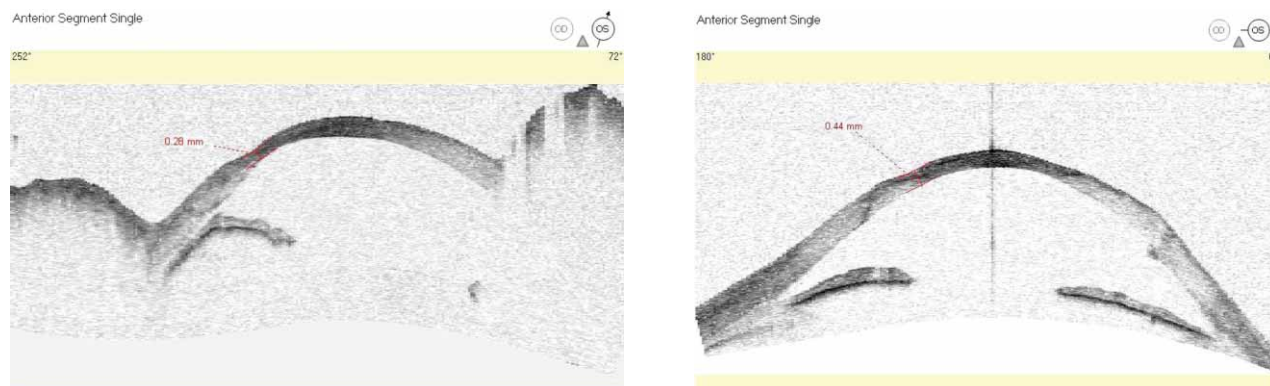 Anterior Segment Single
OD
OS
252°
72°
0.28 mm
Anterior Segment Single
OD
OS
180°
0.44 mm